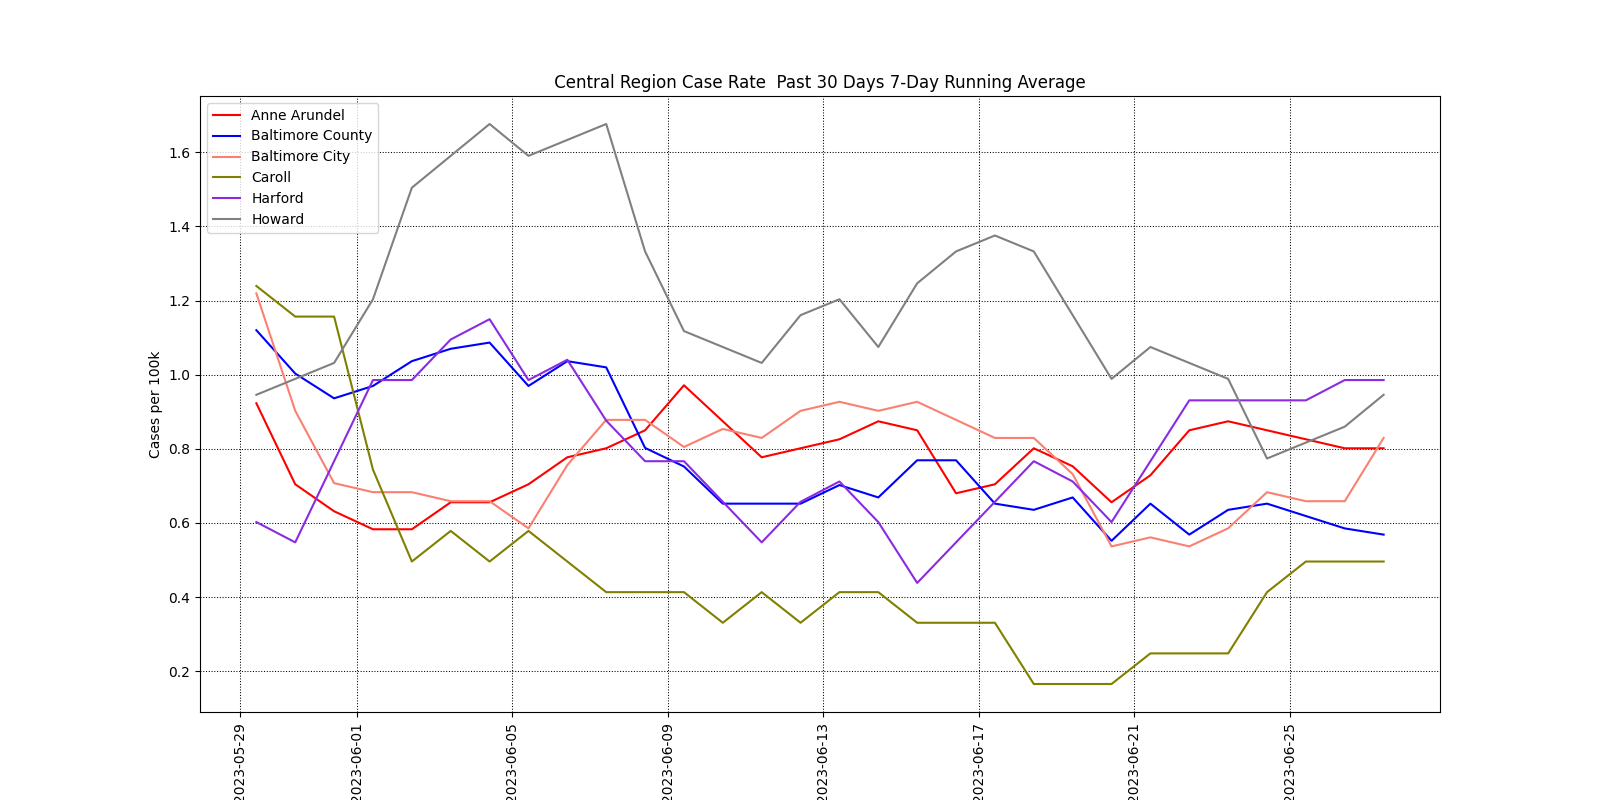 Central Region Case Rate  Past 30 Days 7-Day Running Average
Anne Arundel
Baltimore County
Baltimore City
Caroll
Harford
Howard
Cases per 100k
1.6
1.4
1.2
1.0
0.8
0.6
0.4
0.2
2023-05-29
2023-06-01
2023-06-05
2023-06-09
2023-06-13
2023-06-17
2023-06-21
2023-06-25